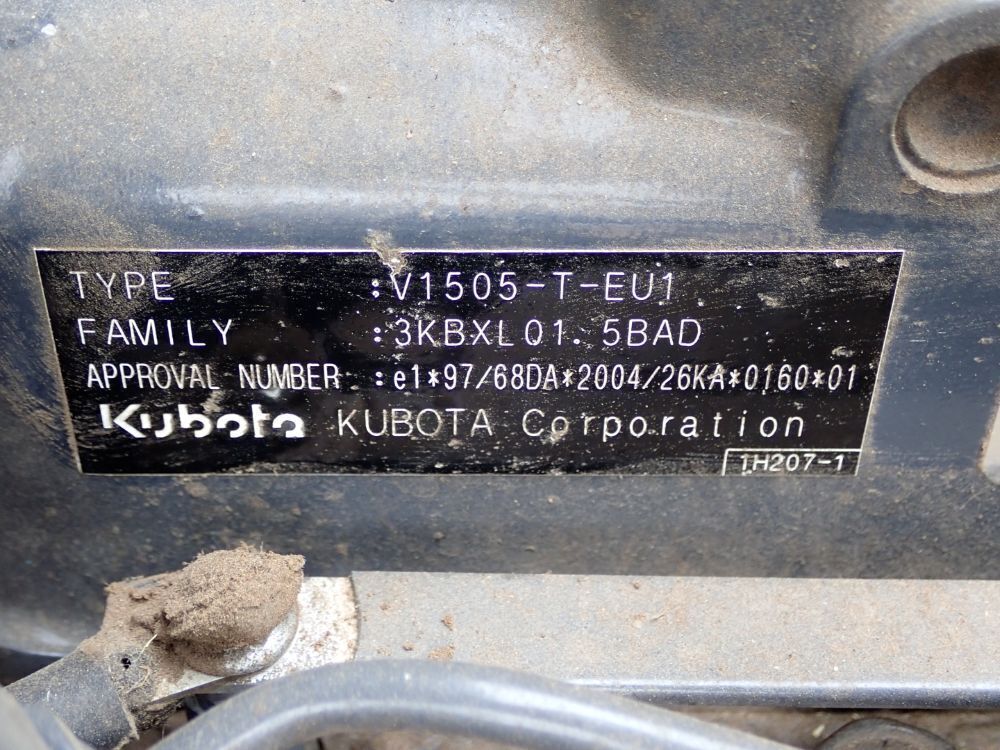 TYPE :V1505-T-EU1
FAMILY :3KBXL01.5BAD
APPROVAL NUMBER :e1*97/68DA*2004/26KA*0160*01
Kubota KUBOTA Corporation
1H207-1